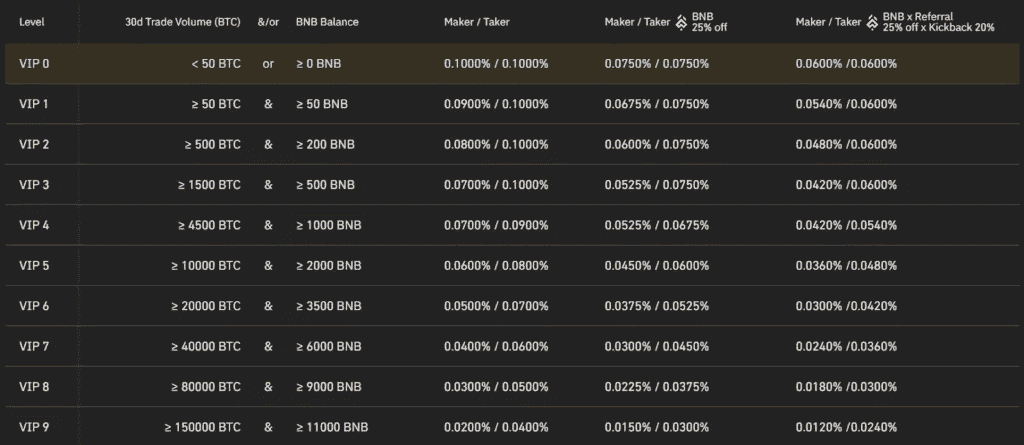 Level 30d Trade Volume (BTC) &/or BNB Balance Maker / Taker Maker / Taker BNB 25% off Maker / Taker BNB x Referral 25% off x Kickback 20%
VIP 0 < 50 BTC or ≥ 0 BNB 0.1000% / 0.1000% 0.0750% / 0.0750% 0.0600% /0.0600%
VIP 1 ≥ 50 BTC & ≥ 50 BNB 0.0900% / 0.1000% 0.0675% / 0.0750% 0.0540% /0.0600%
VIP 2 ≥ 500 BTC & ≥ 200 BNB 0.0800% / 0.1000% 0.0600% / 0.0750% 0.0480% /0.0600%
VIP 3 ≥ 1500 BTC & ≥ 500 BNB 0.0700% / 0.1000% 0.0525% / 0.0750% 0.0420% /0.0600%
VIP 4 ≥ 4500 BTC & ≥ 1000 BNB 0.0700% / 0.0900% 0.0525% / 0.0675% 0.0420% /0.0540%
VIP 5 ≥ 10000 BTC & ≥ 2000 BNB 0.0600% / 0.0800% 0.0450% / 0.0600% 0.0360% /0.0480%
VIP 6 ≥ 20000 BTC & ≥ 3500 BNB 0.0500% / 0.0700% 0.0375% / 0.0525% 0.0300% /0.0420%
VIP 7 ≥ 40000 BTC & ≥ 6000 BNB 0.0400% / 0.0600% 0.0300% / 0.0450% 0.0240% /0.0360%
VIP 8 ≥ 80000 BTC & ≥ 9000 BNB 0.0300% / 0.0500% 0.0225% / 0.0375% 0.0180% /0.0300%
VIP 9 ≥ 150000 BTC & ≥ 11000 BNB 0.0200% / 0.0400% 0.0150% / 0.0300% 0.0120% /0.0240%